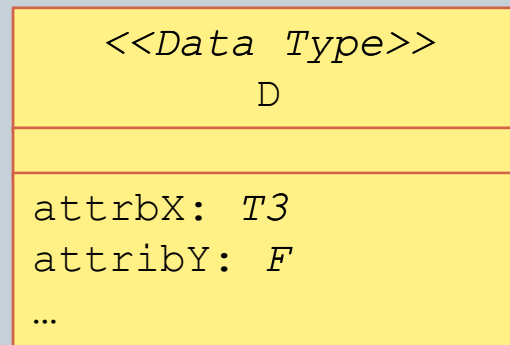 <<Data Type>>
D
attrbX: T3
attribY: F
…